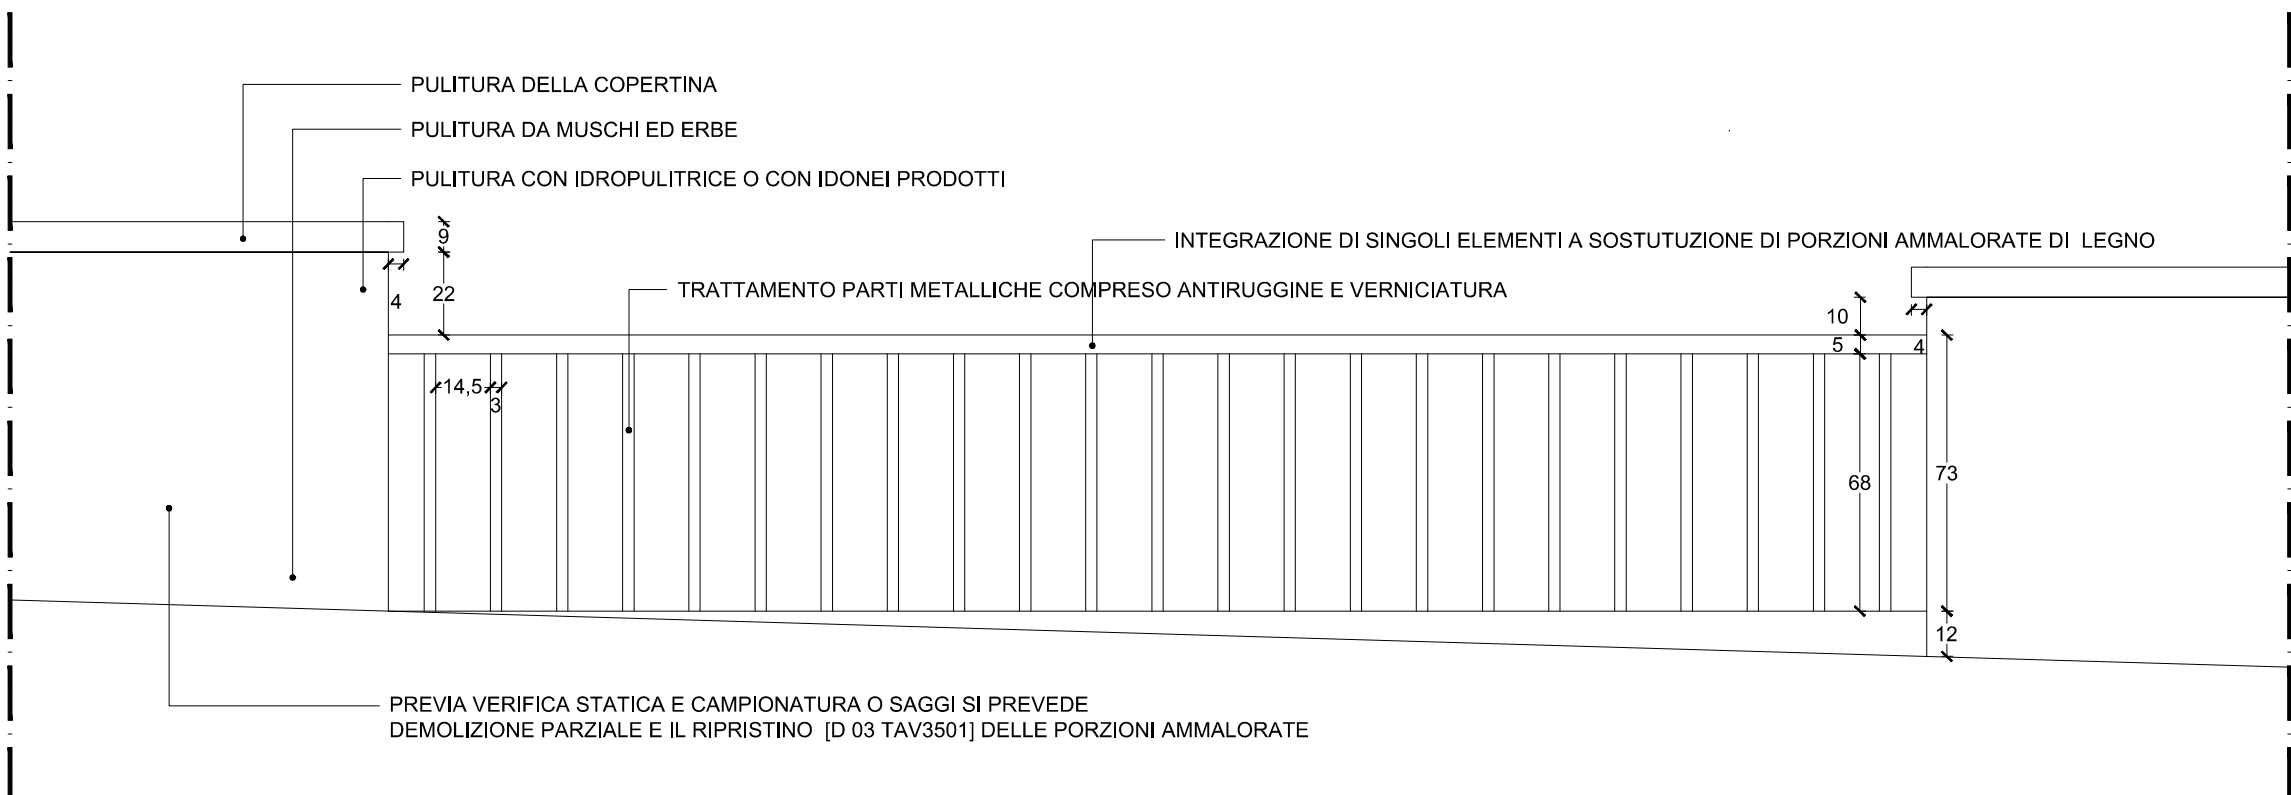 PULITURA DELLA COPERTINA
PULITURA DA MUSCHI ED ERBE
PULITURA CON IDROPULITRICE O CON IDONEI PRODOTTI
9
INTEGRAZIONE DI SINGOLI ELEMENTI A SOSTUTUZIONE DI PORZIONI AMMALORATE DI LEGNO
4
22
TRATTAMENTO PARTI METALLICHE COMPRESO ANTIRUGGINE E VERNICIATURA
10
5
4
14,5
3
68
73
12
PREVIA VERIFICA STATICA E CAMPIONATURA O SAGGI SI PREVEDE
DEMOLIZIONE PARZIALE E IL RIPRISTINO [D 03 TAV3501] DELLE PORZIONI AMMALORATE